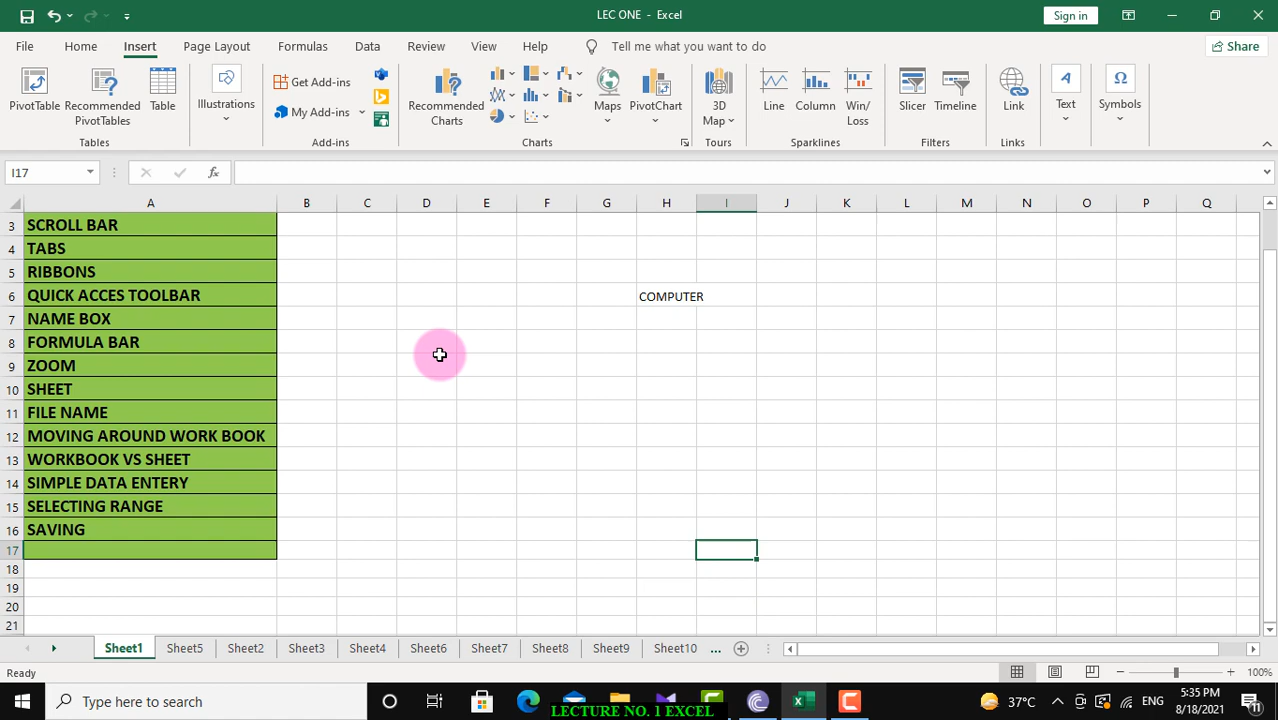 LEC ONE - Excel
Sign in
File Home Insert Page Layout Formulas Data Review View Help Tell me what you want to do Share
PivotTable Recommended PivotTables Table Illustrations Get Add-ins My Add-ins Recommended Charts Maps PivotChart 3D Map Line Column Win/Loss Slicer Timeline Link Text Symbols
Tables Add-ins Charts Tours Sparklines Filters Links
I17 fx
A B C D E F G H I J K L M N O P Q
3 SCROLL BAR
4 TABS
5 RIBBONS
6 QUICK ACCES TOOLBAR COMPUTER
7 NAME BOX
8 FORMULA BAR
9 ZOOM
10 SHEET
11 FILE NAME
12 MOVING AROUND WORK BOOK
13 WORKBOOK VS SHEET
14 SIMPLE DATA ENTERY
15 SELECTING RANGE
16 SAVING
17
18
19
20
21
Sheet1 Sheet5 Sheet2 Sheet3 Sheet4 Sheet6 Sheet7 Sheet8 Sheet9 Sheet10 ...
Ready 100%
Type here to search 37°C ENG 5:35 PM
8/18/2021 11
LECTURE NO. 1 EXCEL